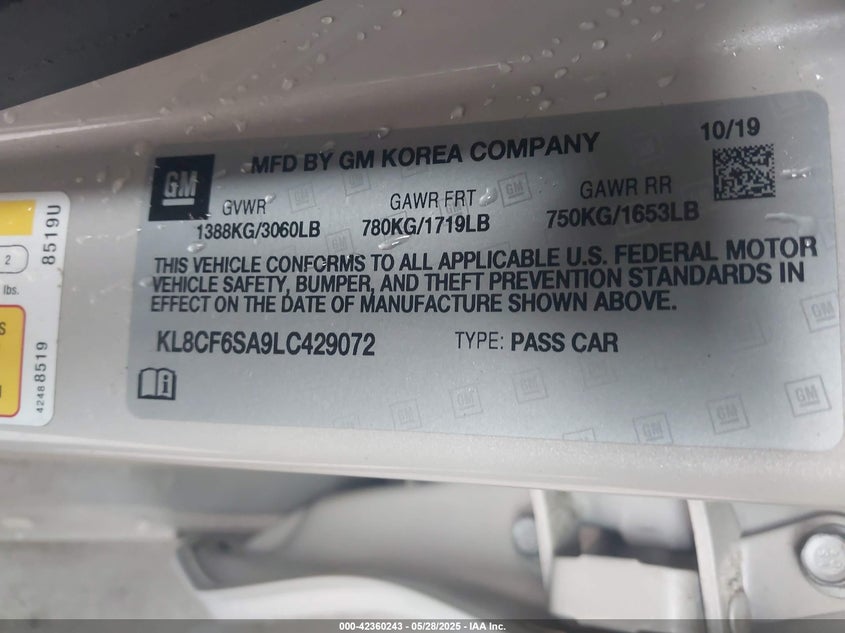 10/19
MFD BY GM KOREA COMPANY
GM
GVWR
GAWR FRT
GAWR RR
1388KG/3060LB
780KG/1719LB
750KG/1653LB
THIS VEHICLE CONFORMS TO ALL APPLICABLE U.S. FEDERAL MOTOR
VEHICLE SAFETY, BUMPER, AND THEFT PREVENTION STANDARDS IN
EFFECT ON THE DATE OF MANUFACTURE SHOWN ABOVE.
KL8CF6SA9LC429072
TYPE: PASS CAR
8519U
2
lbs.
S
42488519
000-42360243 - 05/28/2025 - IAA Inc.